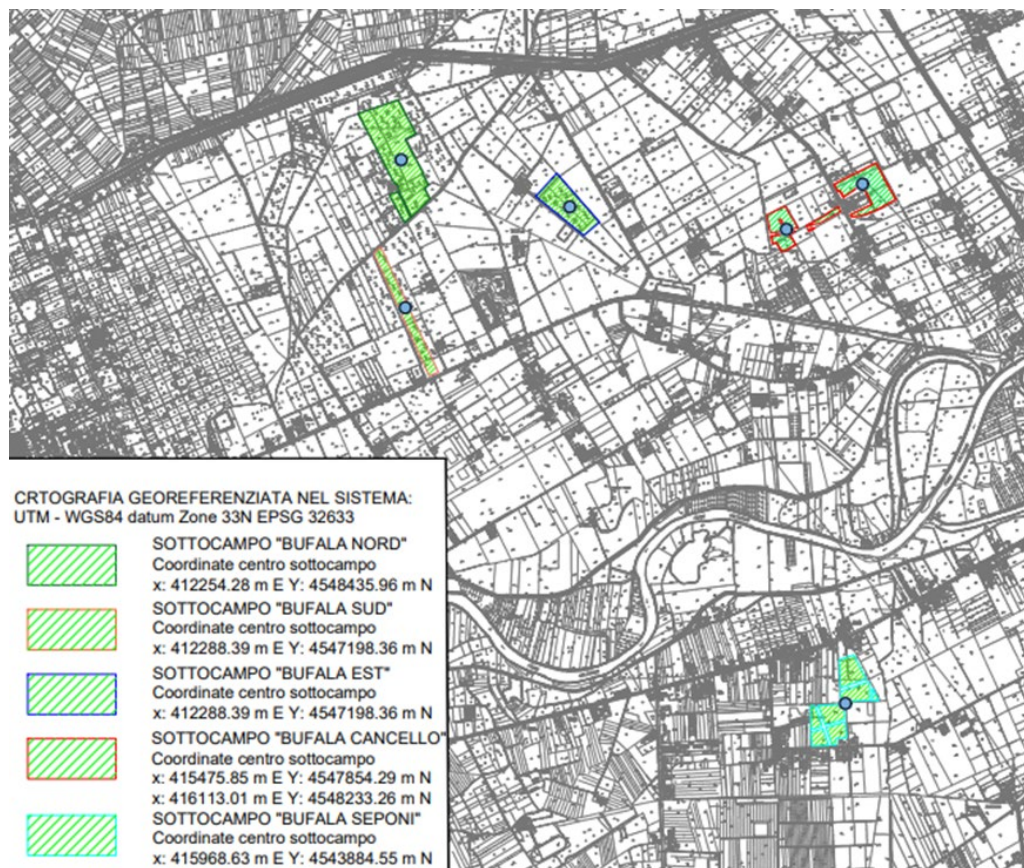 CRTOGRAFIA GEOREFERENZIATA NEL SISTEMA:
UTM - WGS84 datum Zone 33N EPSG 32633
SOTTOCAMPO "BUFALA NORD"
Coordinate centro sottocampo
x: 412254.28 m E Y: 4548435.96 m N
SOTTOCAMPO "BUFALA SUD"
Coordinate centro sottocampo
x: 412288.39 m E Y: 4547198.36 m N
SOTTOCAMPO "BUFALA EST"
Coordinate centro sottocampo
x: 412288.39 m E Y: 4547198.36 m N
SOTTOCAMPO "BUFALA CANCELLO"
Coordinate centro sottocampo
x: 415475.85 m E Y: 4547854.29 m N
x: 416113.01 m E Y: 4548233.26 m N
SOTTOCAMPO "BUFALA SEPONI"
Coordinate centro sottocampo
x: 415968.63 m E Y: 4543884.55 m N